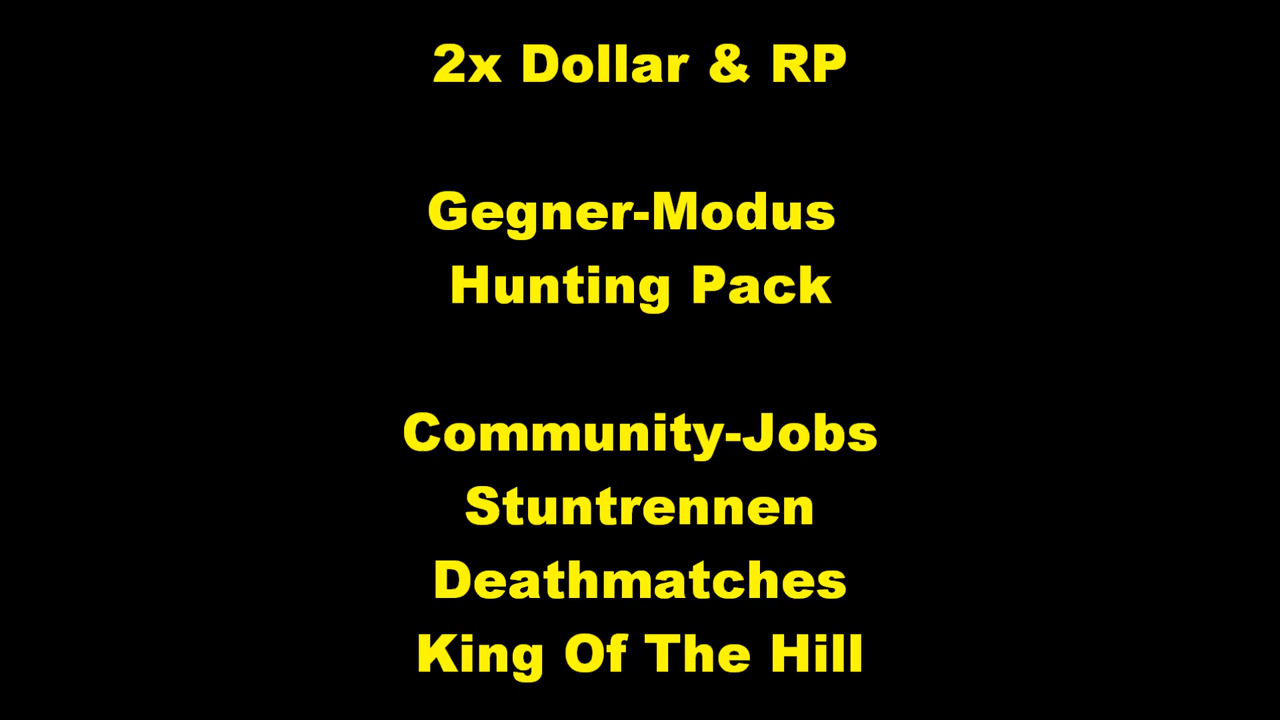 2x Dollar & RP
Gegner-Modus
Hunting Pack
Community-Jobs
Stuntrennen
Deathmatches
King Of The Hill